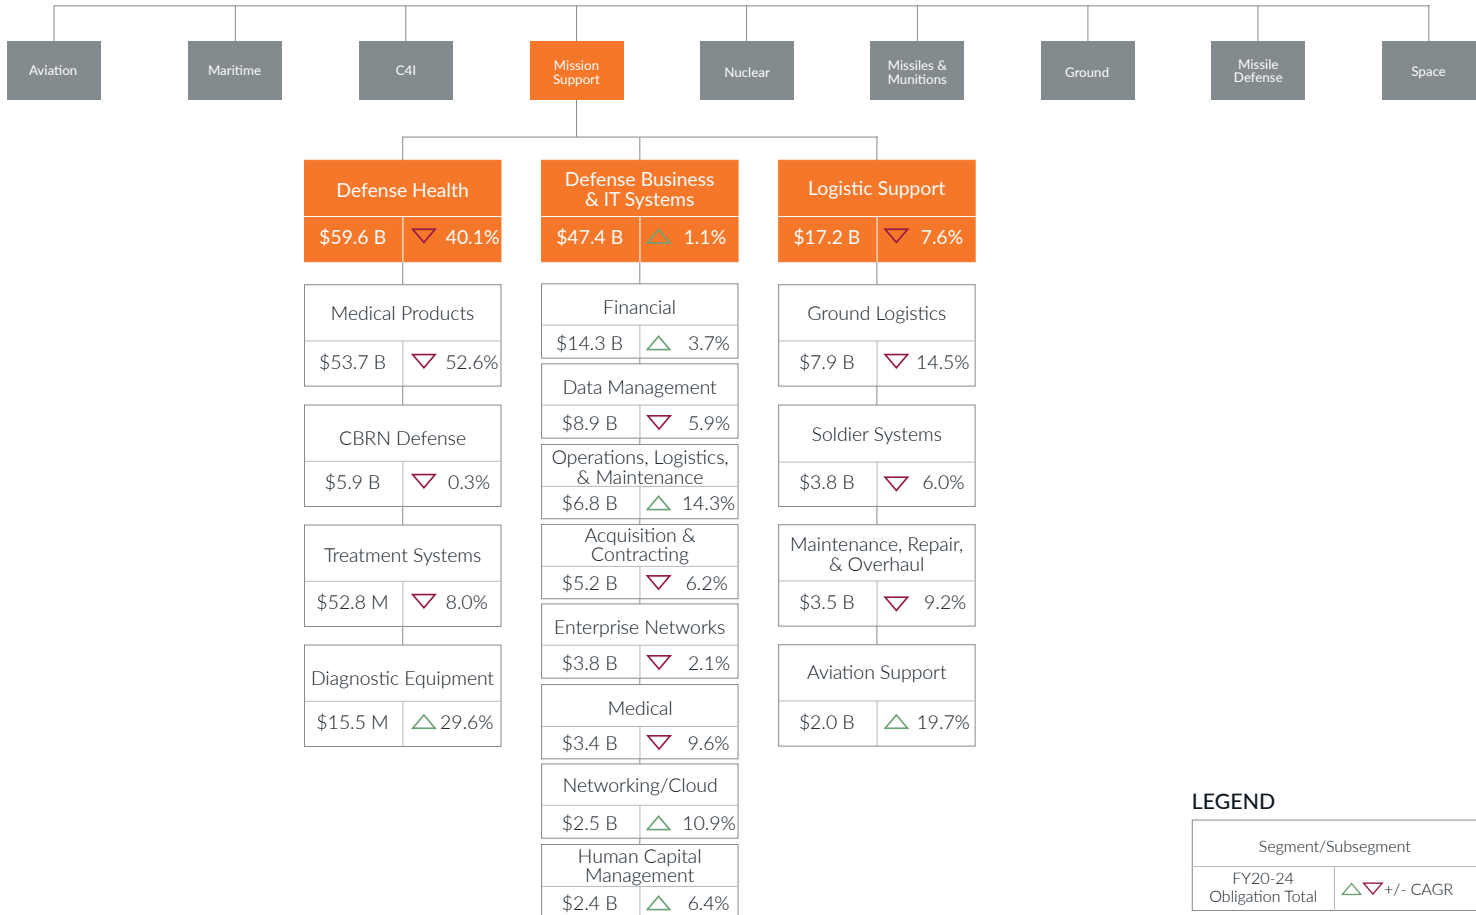 Aviation
Maritime
C4I
Mission
Support
Nuclear
Missiles &
Munitions
Ground
Missile
Defense
Space
Defense Health
$59.6 B 40.1%
Medical Products
$53.7 B 52.6%
CBRN Defense
$5.9 B 0.3%
Treatment Systems
$52.8 M 8.0%
Diagnostic Equipment
$15.5 M 29.6%
Defense Business
& IT Systems
$47.4 B 1.1%
Financial
$14.3 B 3.7%
Data Management
$8.9 B 5.9%
Operations, Logistics,
& Maintenance
$6.8 B 14.3%
Acquisition &
Contracting
$5.2 B 6.2%
Enterprise Networks
$3.8 B 2.1%
Medical
$3.4 B 9.6%
Networking/Cloud
$2.5 B 10.9%
Human Capital
Management
$2.4 B 6.4%
Logistic Support
$17.2 B 7.6%
Ground Logistics
$7.9 B 14.5%
Soldier Systems
$3.8 B 6.0%
Maintenance, Repair,
& Overhaul
$3.5 B 9.2%
Aviation Support
$2.0 B 19.7%
LEGEND
Segment/Subsegment
FY20-24
Obligation Total
+/- CAGR